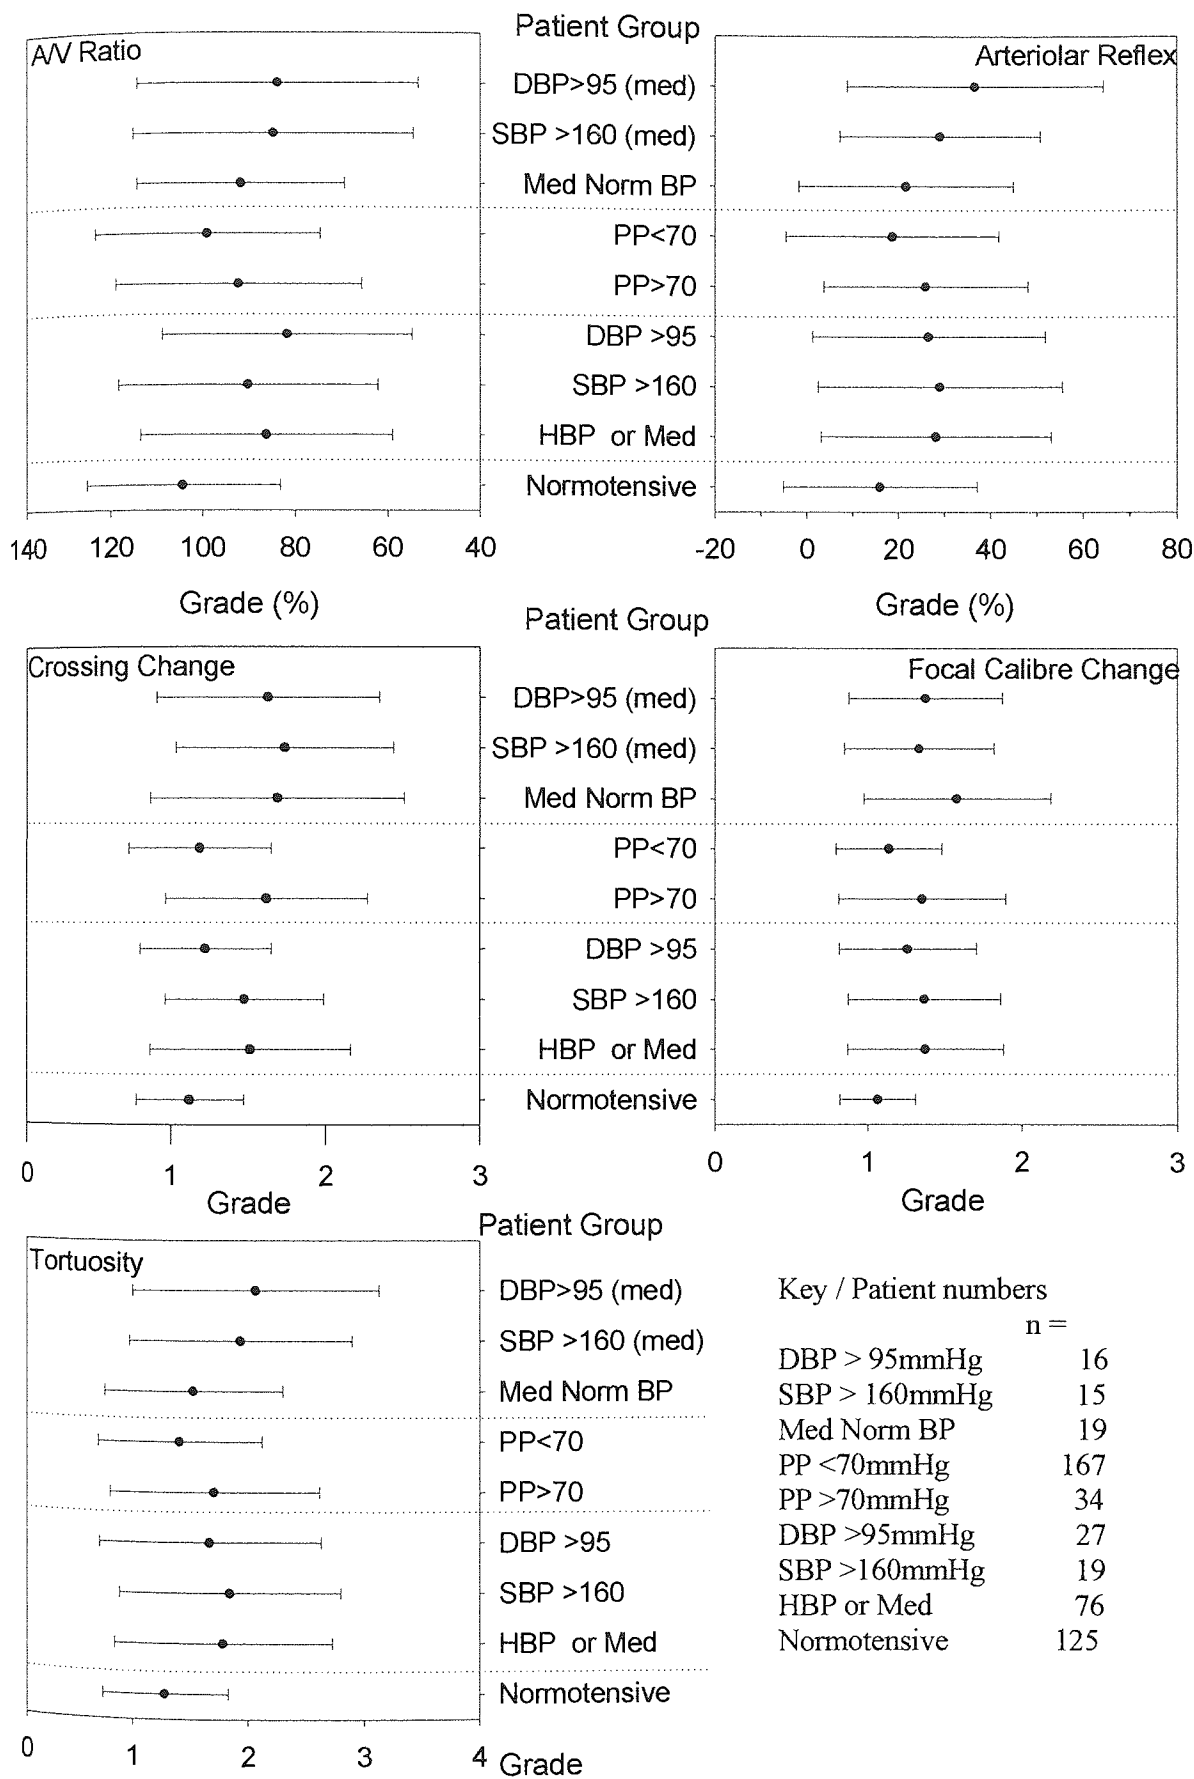 Patient Group
A/V Ratio
Arteriolar Reflex
DBP>95 (med)
SBP >160 (med)
Med Norm BP
PP<70
PP>70
DBP >95
SBP >160
HBP or Med
Normotensive
140 120 100 80 60 40
-20 0 20 40 60 80
Grade (%)
Grade (%)
Patient Group
Crossing Change
Focal Calibre Change
DBP>95 (med)
SBP >160 (med)
Med Norm BP
PP<70
PP>70
DBP >95
SBP >160
HBP or Med
Normotensive
0 1 2 3
0 1 2 3
Grade
Grade
Patient Group
Tortuosity
DBP>95 (med)
SBP >160 (med)
Med Norm BP
PP<70
PP>70
DBP >95
SBP >160
HBP or Med
Normotensive
0 1 2 3 4
Grade
Key / Patient numbers
n =
DBP > 95mmHg 16
SBP > 160mmHg 15
Med Norm BP 19
PP <70mmHg 167
PP >70mmHg 34
DBP >95mmHg 27
SBP >160mmHg 19
HBP or Med 76
Normotensive 125